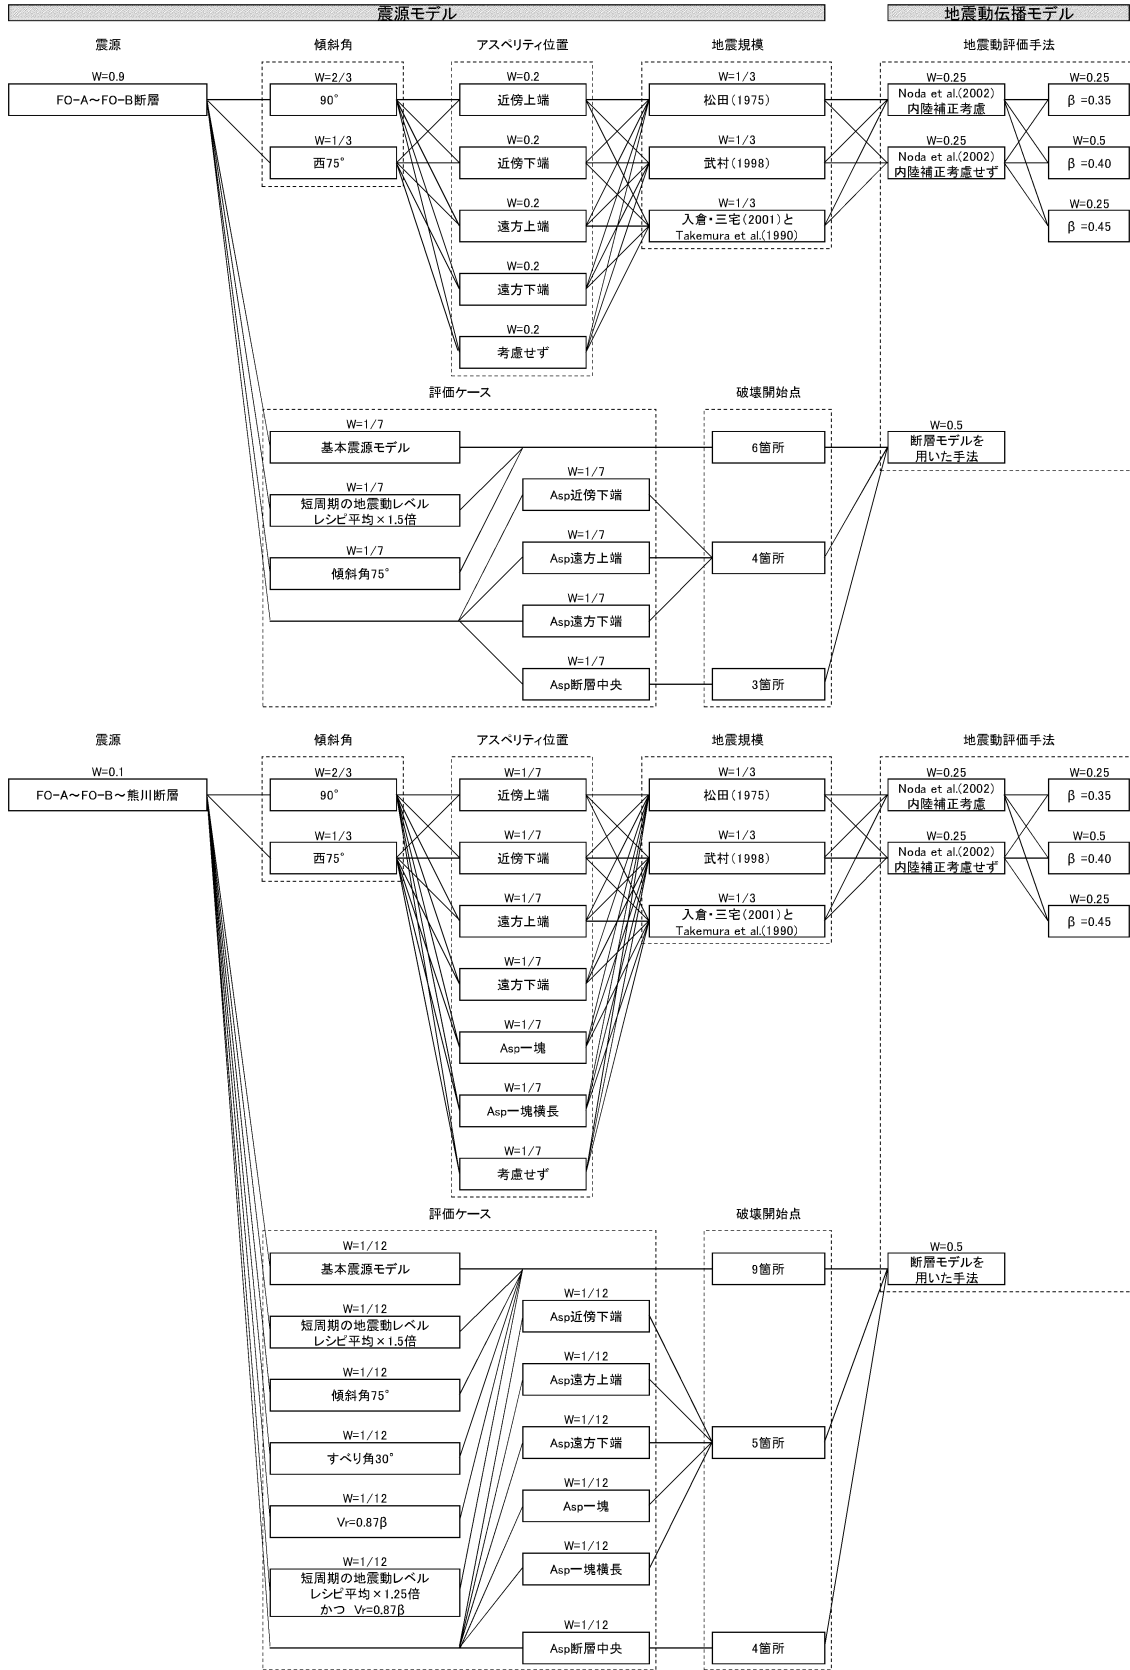 震源モデル
地震動伝播モデル
震源
傾斜角
アスペリティ位置
地震規模
地震動評価手法
W=0.9
FO-A～FO-B断層
W=2/3
90°
W=1/3
西75°
W=0.2
近傍上端
W=0.2
近傍下端
W=0.2
遠方上端
W=0.2
遠方下端
W=0.2
考慮せず
W=1/3
松田(1975)
W=1/3
武村(1998)
W=1/3
入倉・三宅(2001)と
Takemura et al.(1990)
W=0.25
Noda et al.(2002)
内陸補正考慮
W=0.25
Noda et al.(2002)
内陸補正考慮せず
W=0.25
β=0.35
W=0.5
β=0.40
W=0.25
β=0.45
評価ケース
破壊開始点
W=1/7
基本震源モデル
W=1/7
短周期の地震動レベル
レシピ平均×1.5倍
W=1/7
傾斜角75°
W=1/7
Asp近傍下端
W=1/7
Asp遠方上端
W=1/7
Asp遠方下端
W=1/7
Asp断層中央
6箇所
4箇所
3箇所
W=0.5
断層モデルを
用いた手法
震源
傾斜角
アスペリティ位置
地震規模
地震動評価手法
W=0.1
FO-A～FO-B～熊川断層
W=2/3
90°
W=1/3
西75°
W=1/7
近傍上端
W=1/7
近傍下端
W=1/7
遠方上端
W=1/7
遠方下端
W=1/7
Asp一塊
W=1/7
Asp一塊横長
W=1/7
考慮せず
W=1/3
松田(1975)
W=1/3
武村(1998)
W=1/3
入倉・三宅(2001)と
Takemura et al.(1990)
W=0.25
Noda et al.(2002)
内陸補正考慮
W=0.25
Noda et al.(2002)
内陸補正考慮せず
W=0.25
β=0.35
W=0.5
β=0.40
W=0.25
β=0.45
評価ケース
破壊開始点
W=1/12
基本震源モデル
W=1/12
短周期の地震動レベル
レシピ平均×1.5倍
W=1/12
傾斜角75°
W=1/12
すべり角30°
W=1/12
Vr=0.87β
W=1/12
短周期の地震動レベル
レシピ平均×1.25倍
かつ Vr=0.87β
W=1/12
Asp近傍下端
W=1/12
Asp遠方上端
W=1/12
Asp遠方下端
W=1/12
Asp一塊
W=1/12
Asp一塊横長
W=1/12
Asp断層中央
9箇所
5箇所
4箇所
W=0.5
断層モデルを
用いた手法